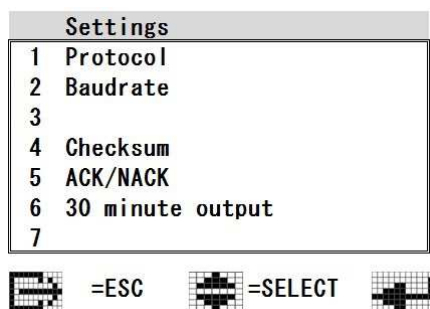 Settings
1 Protocol
2 Baudrate
3
4 Checksum
5 ACK/NACK
6 30 minute output
7
=ESC =SELECT